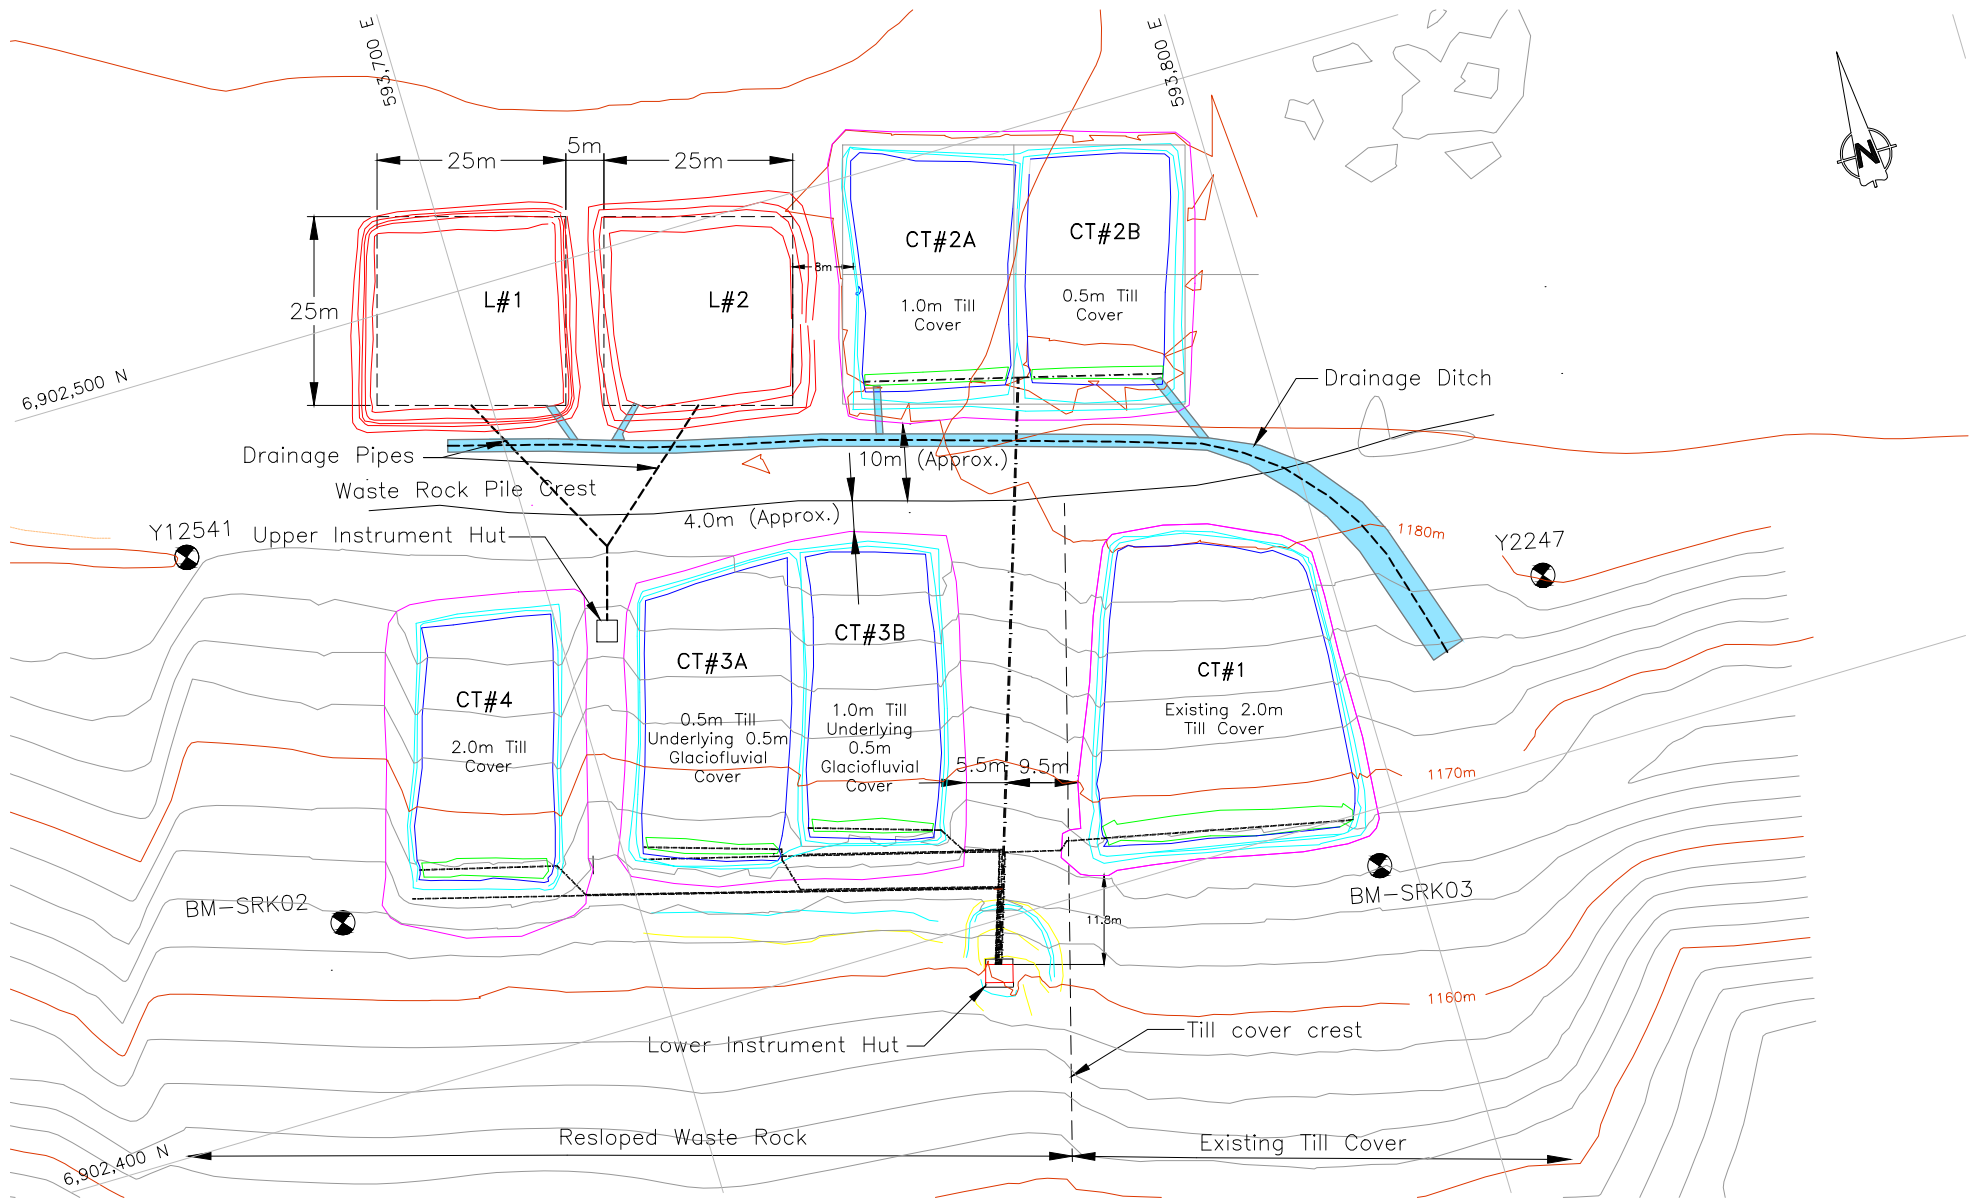 593,700 E
593,800 E
N
25m
5m
25m
CT#2A
CT#2B
8m
L#1
L#2
25m
1.0m Till
Cover
0.5m Till
Cover
6,902,500 N
Drainage Ditch
Drainage Pipes
10m (Approx.)
Waste Rock Pile Crest
4.0m (Approx.)
Y12541
Upper Instrument Hut
1180m
Y2247
CT#3B
CT#3A
CT#1
CT#4
Existing 2.0m
Till Cover
1.0m Till
Underlying
0.5m
Glaciofluvial
Cover
0.5m Till
Underlying 0.5m
Glaciofluvial
Cover
2.0m Till
Cover
5.5m
9.5m
1170m
BM-SRK02
BM-SRK03
11.8m
1160m
Till cover crest
Lower Instrument Hut
Resloped Waste Rock
Existing Till Cover
6,902,400 N